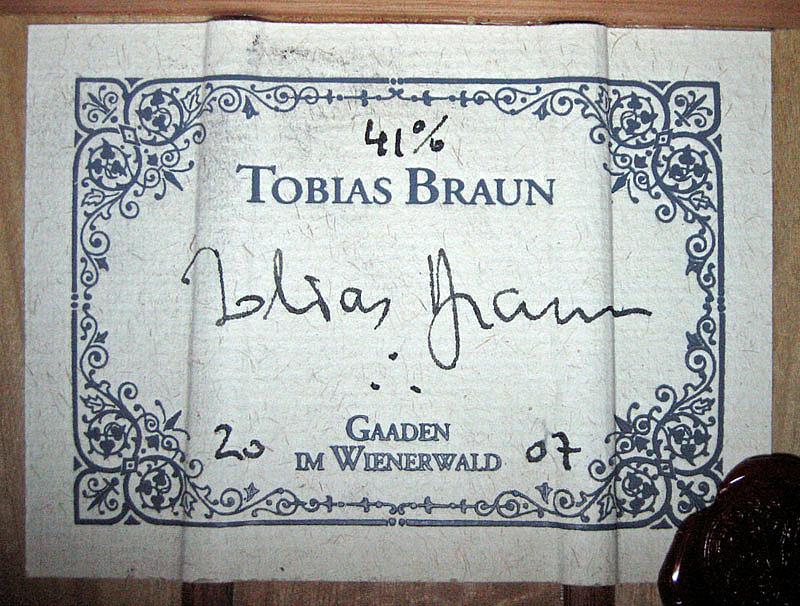 41%
TOBIAS BRAUN
Tobias Braun
20 GAADEN 07
IM WIENERWALD